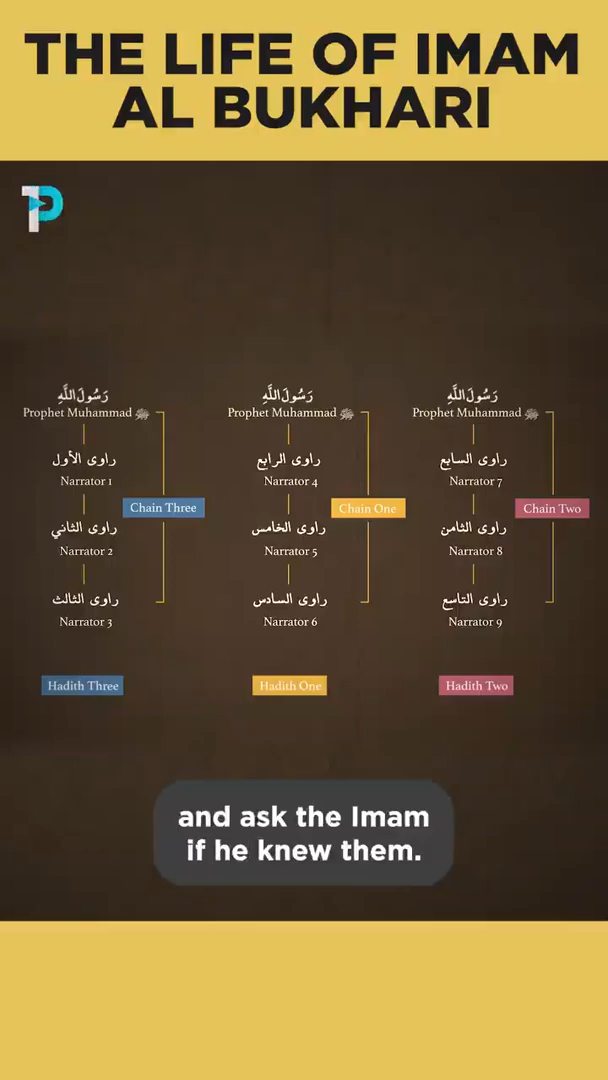 THE LIFE OF IMAM
AL BUKHARI
P
رَسُولَ اللَّهِ
Prophet Muhammad ﷺ
راوى الأول
Narrator 1
Chain Three
راوى الثاني
Narrator 2
راوى الثالث
Narrator 3
Hadith Three
رَسُولَ اللَّهِ
Prophet Muhammad ﷺ
راوى الرابع
Narrator 4
Chain One
راوى الخامس
Narrator 5
راوى السادس
Narrator 6
Hadith One
رَسُولَ اللَّهِ
Prophet Muhammad ﷺ
راوى السابع
Narrator 7
Chain Two
راوى الثامن
Narrator 8
راوى التاسع
Narrator 9
Hadith Two
and ask the Imam
if he knew them.